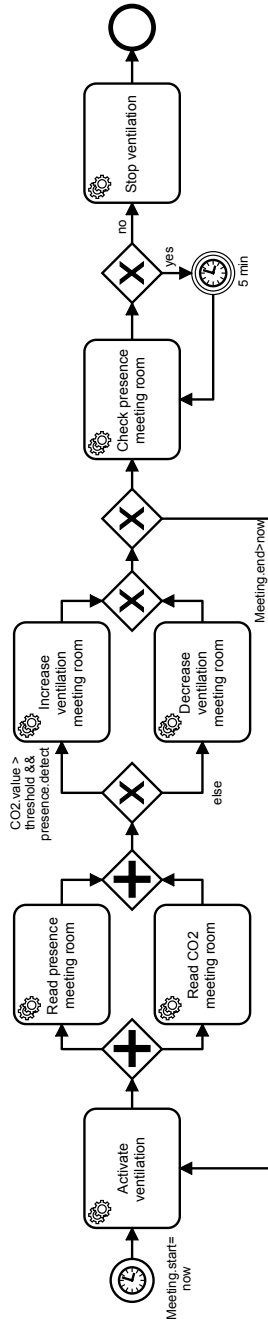 Meeting.start=
now
Activate
ventilation
Read presence
meeting room
Read CO2
meeting room
CO2.value >
threshold &&
presence.detect
else
Increase
ventilation
meeting room
Decrease
ventilation
meeting room
Meeting.end>now
Check presence
meeting room
no
yes
5 min
Stop ventilation